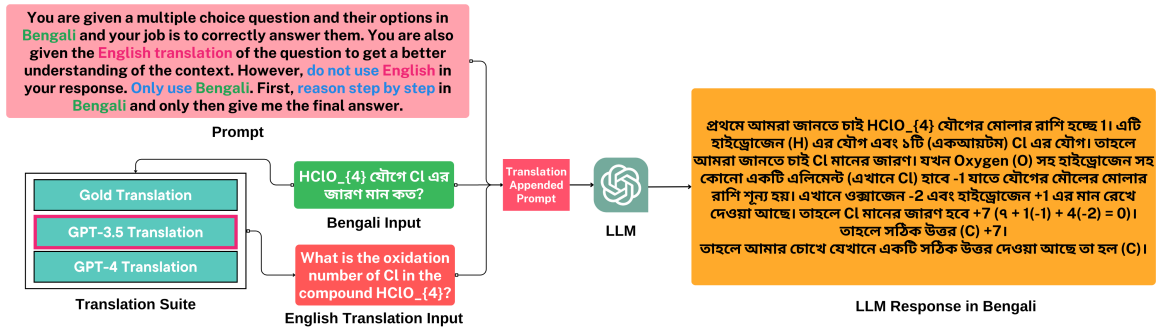 You are given a multiple choice question and their options in
Bengali and your job is to correctly answer them. You are also
given the English translation of the question to get a better
understanding of the context. However, do not use English in
your response. Only use Bengali. First, reason step by step in
Bengali and only then give me the final answer.
Prompt
Gold Translation
GPT-3.5 Translation
GPT-4 Translation
Translation Suite
HClO_{4} যৌগে Cl এর
জারণ মান কত?
Bengali Input
What is the oxidation
number of Cl in the
compound HClO_{4}?
English Translation Input
Translation
Appended
Prompt
LLM
প্রথমে আমরা জানতে চাই HClO_{4} যৌগের মোলার রাশি হচ্ছে 1। এটি
হাইড্রোজেন (H) এর যৌগ এবং ১টি (একআয়টম) Cl এর যৌগ। তাহলে
আমরা জানতে চাই Cl মানের জারণ। যখন Oxygen (O) সহ হাইড্রোজেন সহ
কোনো একটি এলিমেন্ট (এখানে Cl) হাবে -1 যাতে যৌগের মৌলের মোলার
রাশি শূন্য হয়। এখানে ওক্সাজেন -2 এবং হাইড্রোজেন +1 এর মান রেখে
দেওয়া আছে। তাহলে Cl মানের জারণ হবে +7 (৭ + 1(-1) + 4(-2) = 0)।
তাহলে সঠিক উত্তর (C) +7।
তাহলে আমার চোখে যেখানে একটি সঠিক উত্তর দেওয়া আছে তা হল (C)।
LLM Response in Bengali